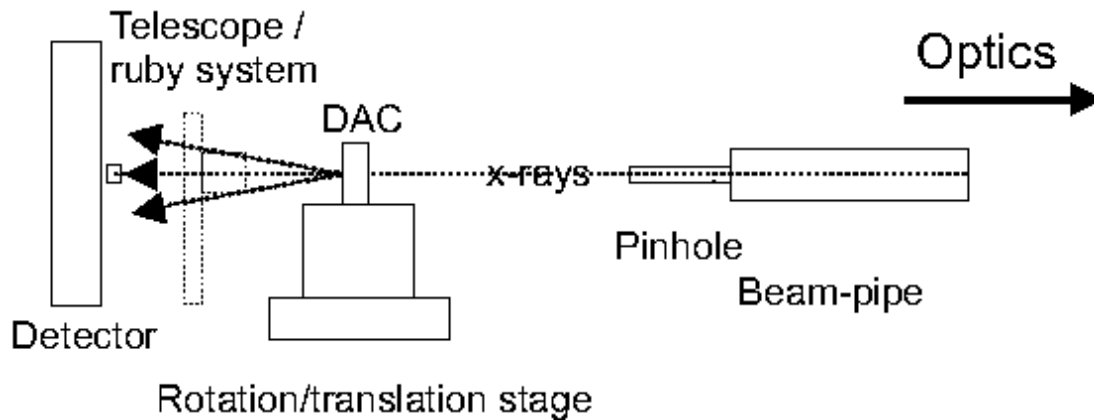 Telescope /
ruby system
Optics
DAC
x-rays
Pinhole
Beam-pipe
Detector
Rotation/translation stage